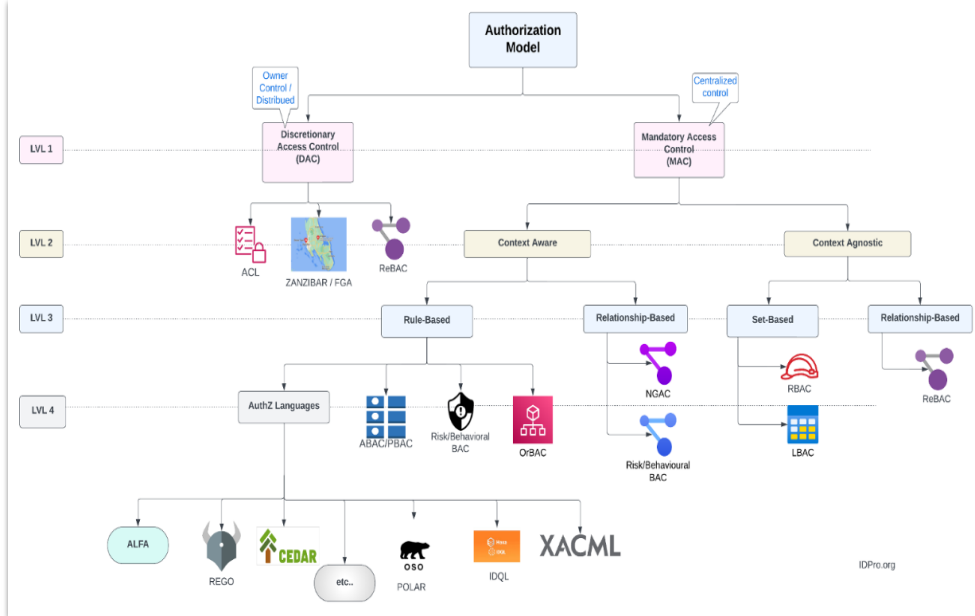 Authorization
Model
Owner
Control /
Distribued
Centralized
control
LVL 1
Discretionary
Access Control
(DAC)
Mandatory Access
Control
(MAC)
LVL 2
ACL
ZANZIBAR / FGA
ReBAC
Context Aware
Context Agnostic
LVL 3
Rule-Based
Relationship-Based
Set-Based
Relationship-Based
NGAC
RBAC
ReBAC
LVL 4
AuthZ Languages
ABAC/PBAC
Risk/Behavioral
BAC
OrBAC
Risk/Behavioural
BAC
LBAC
ALFA
REGO
CEDAR
etc..
OSO
POLAR
IDQL
XACML
IDPro.org